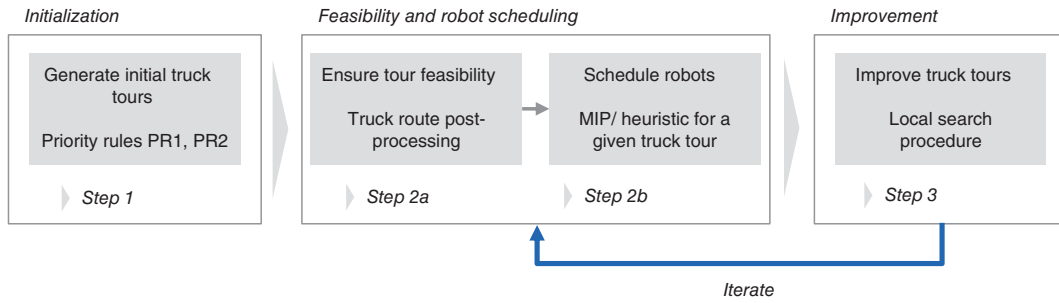 Initialization
Generate initial truck
tours
Priority rules PR1, PR2
Step 1
Feasibility and robot scheduling
Ensure tour feasibility
Truck route post-
processing
Step 2a
Schedule robots
MIP/ heuristic for a
given truck tour
Step 2b
Improvement
Improve truck tours
Local search
procedure
Step 3
Iterate